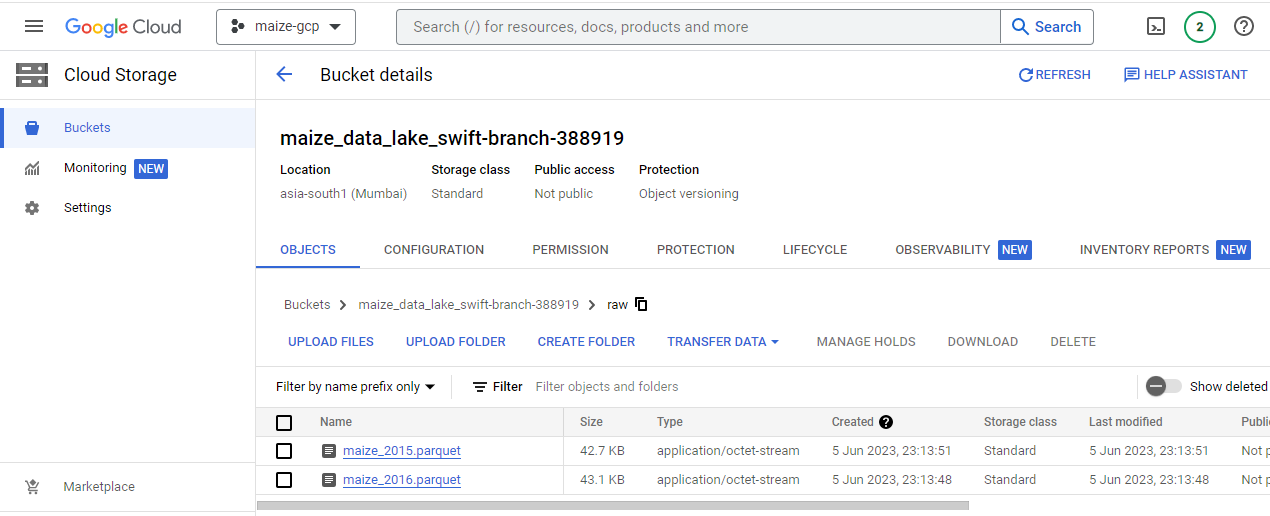 Google Cloud
maize-gcp
Search (/) for resources, docs, products and more
Search
2
Cloud Storage
Bucket details
REFRESH
HELP ASSISTANT
Buckets
Monitoring NEW
Settings
Marketplace
maize_data_lake_swift-branch-388919
Location Storage class Public access Protection
asia-south1 (Mumbai) Standard Not public Object versioning
OBJECTS CONFIGURATION PERMISSION PROTECTION LIFECYCLE OBSERVABILITY NEW INVENTORY REPORTS NEW
Buckets maize_data_lake_swift-branch-388919 raw
UPLOAD FILES UPLOAD FOLDER CREATE FOLDER TRANSFER DATA MANAGE HOLDS DOWNLOAD DELETE
Filter by name prefix only Filter Filter objects and folders Show deleted
Name Size Type Created Storage class Last modified Publi
maize_2015.parquet 42.7 KB application/octet-stream 5 Jun 2023, 23:13:51 Standard 5 Jun 2023, 23:13:51 Not p
maize_2016.parquet 43.1 KB application/octet-stream 5 Jun 2023, 23:13:48 Standard 5 Jun 2023, 23:13:48 Not p